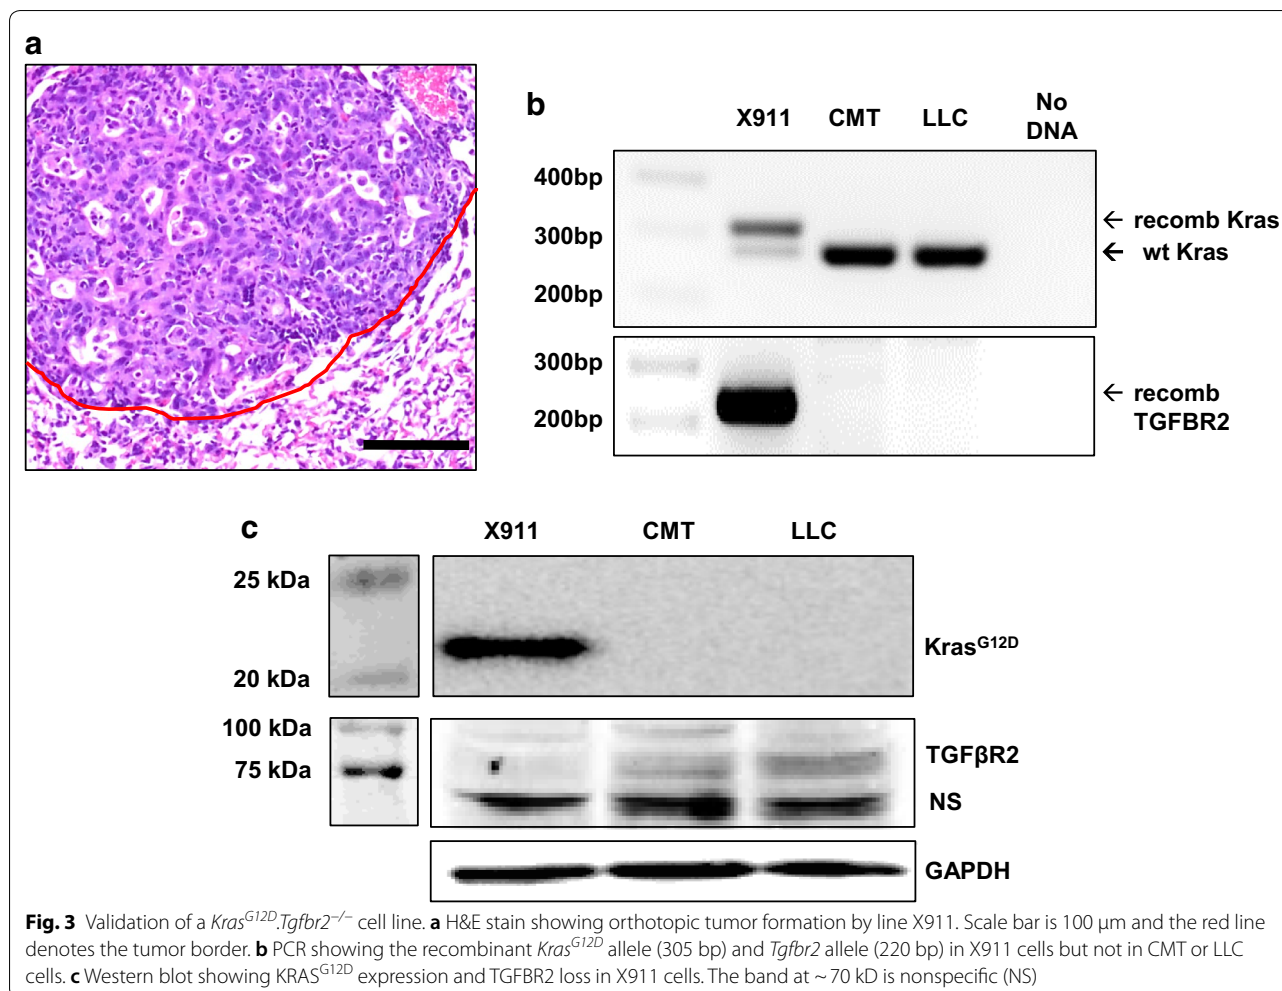 a
b
X911 CMT LLC No DNA
400bp
300bp
200bp
← recomb Kras
← wt Kras
300bp
200bp
← recomb TGFBR2
c
X911 CMT LLC
25 kDa
20 kDa
KrasG12D
100 kDa
75 kDa
TGFβR2
NS
GAPDH
Fig. 3 Validation of a KrasG12D.Tgfbr2−/− cell line. a H&E stain showing orthotopic tumor formation by line X911. Scale bar is 100 μm and the red line
denotes the tumor border. b PCR showing the recombinant KrasG12D allele (305 bp) and Tgfbr2 allele (220 bp) in X911 cells but not in CMT or LLC
cells. c Western blot showing KRASG12D expression and TGFBR2 loss in X911 cells. The band at ~ 70 kD is nonspecific (NS)